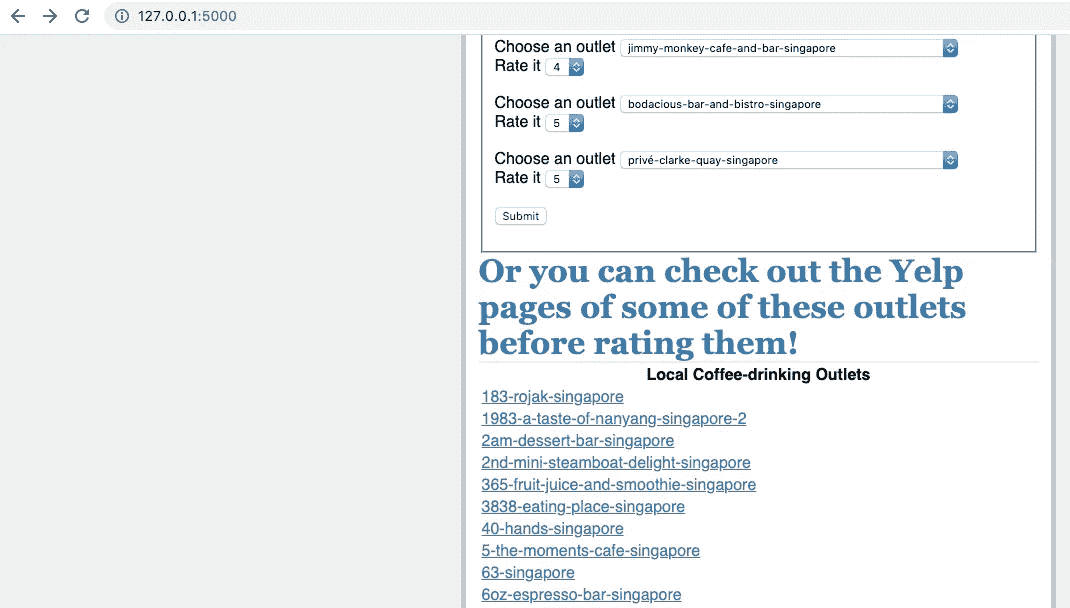 127.0.0.1:5000
Choose an outlet jimmy-monkey-cafe-and-bar-singapore
Rate it 4
Choose an outlet bodacious-bar-and-bistro-singapore
Rate it 5
Choose an outlet privé-clarke-quay-singapore
Rate it 5
Submit
Or you can check out the Yelp
pages of some of these outlets
before rating them!
Local Coffee-drinking Outlets
183-rojak-singapore
1983-a-taste-of-nanyang-singapore-2
2am-dessert-bar-singapore
2nd-mini-steamboat-delight-singapore
365-fruit-juice-and-smoothie-singapore
3838-eating-place-singapore
40-hands-singapore
5-the-moments-cafe-singapore
63-singapore
6oz-espresso-bar-singapore